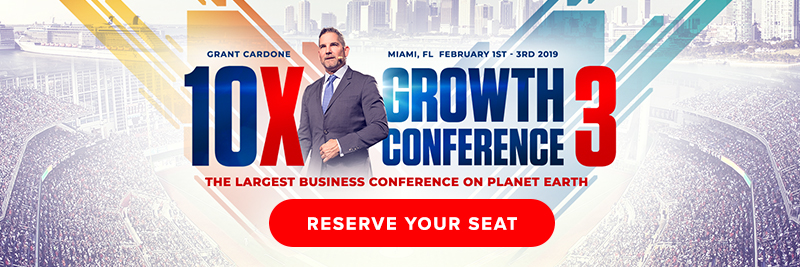 GRANT CARDONE
MIAMI, FL FEBRUARY 1ST - 3RD 2019
10X GROWTH
CONFERENCE 3
THE LARGEST BUSINESS CONFERENCE ON PLANET EARTH
RESERVE YOUR SEAT